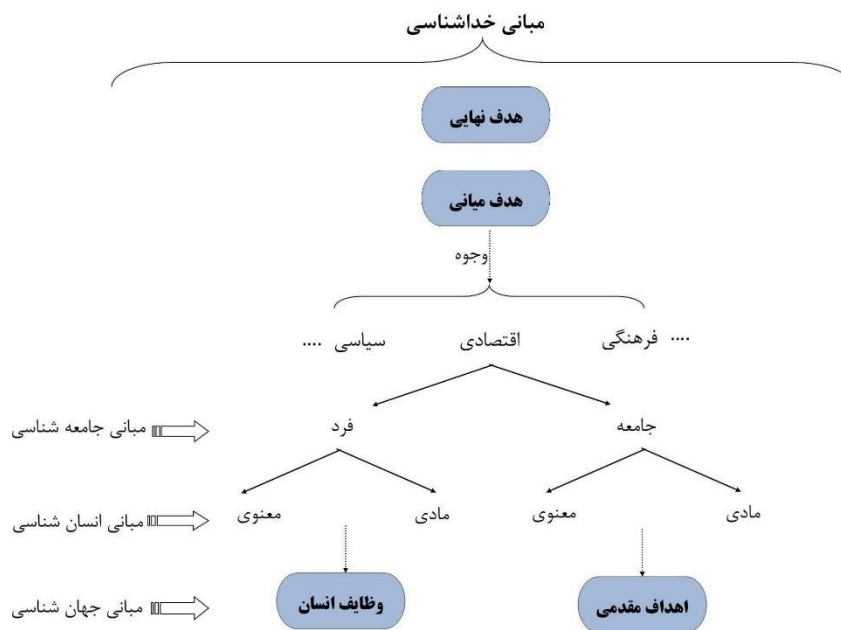 مبانی خداشناسی
هدف نهایی
هدف میانی
وجوه
.... فرهنگی
اقتصادی
سیاسی ....
جامعه
فرد
مبانی جامعه شناسی
مادی
معنوی
مادی
معنوی
مبانی انسان شناسی
اهداف مقدمی
وظایف انسان
مبانی جهان شناسی